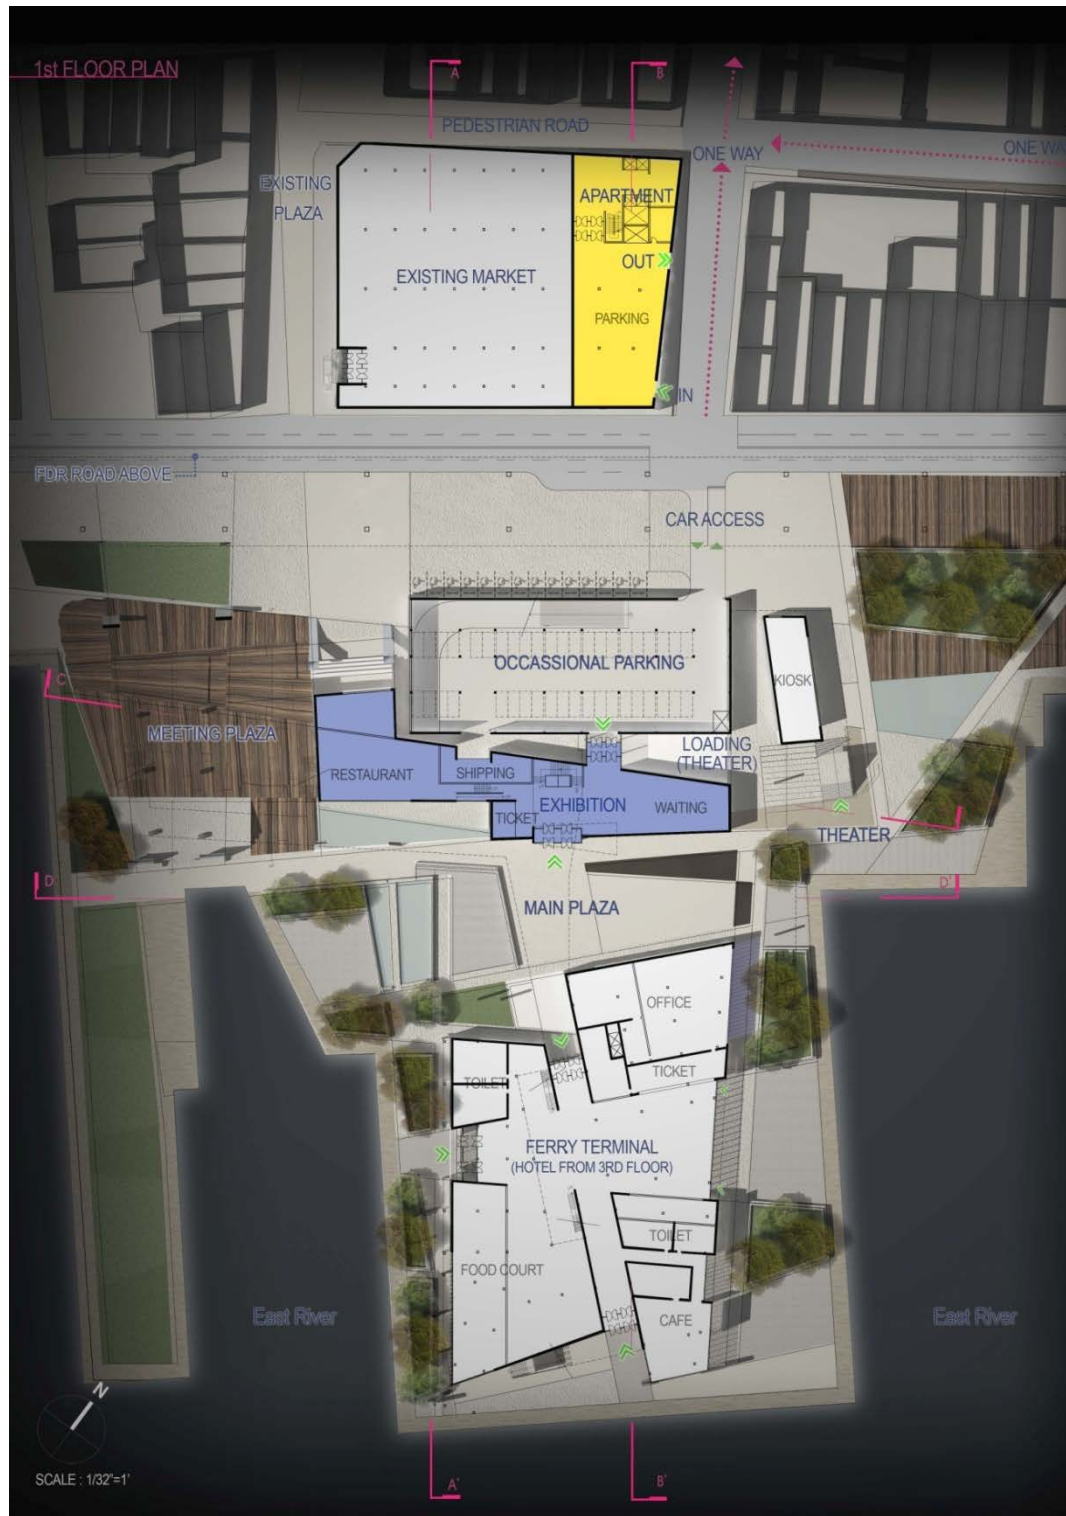 1st FLOOR PLAN
A
B
PEDESTRIAN ROAD
ONE WAY
ONE WA
EXISTING
PLAZA
APARTMENT
OUT
EXISTING MARKET
PARKING
IN
FDR ROAD ABOVE
CAR ACCESS
OCCASSIONAL PARKING
KIOSK
C
MEETING PLAZA
LOADING
(THEATER)
RESTAURANT
SHIPPING
EXHIBITION
WAITING
TICKET
THEATER
D
D'
MAIN PLAZA
OFFICE
TICKET
TOILET
FERRY TERMINAL
(HOTEL FROM 3RD FLOOR)
TOILET
FOOD COURT
CAFE
East River
East River
N
SCALE : 1/32"=1'
A'
B'